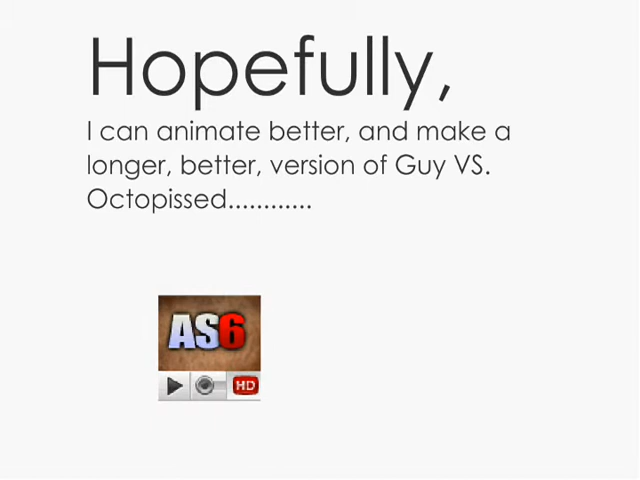 Hopefully,
I can animate better, and make a
longer, better, version of Guy VS.
Octopissed............
AS6
HD